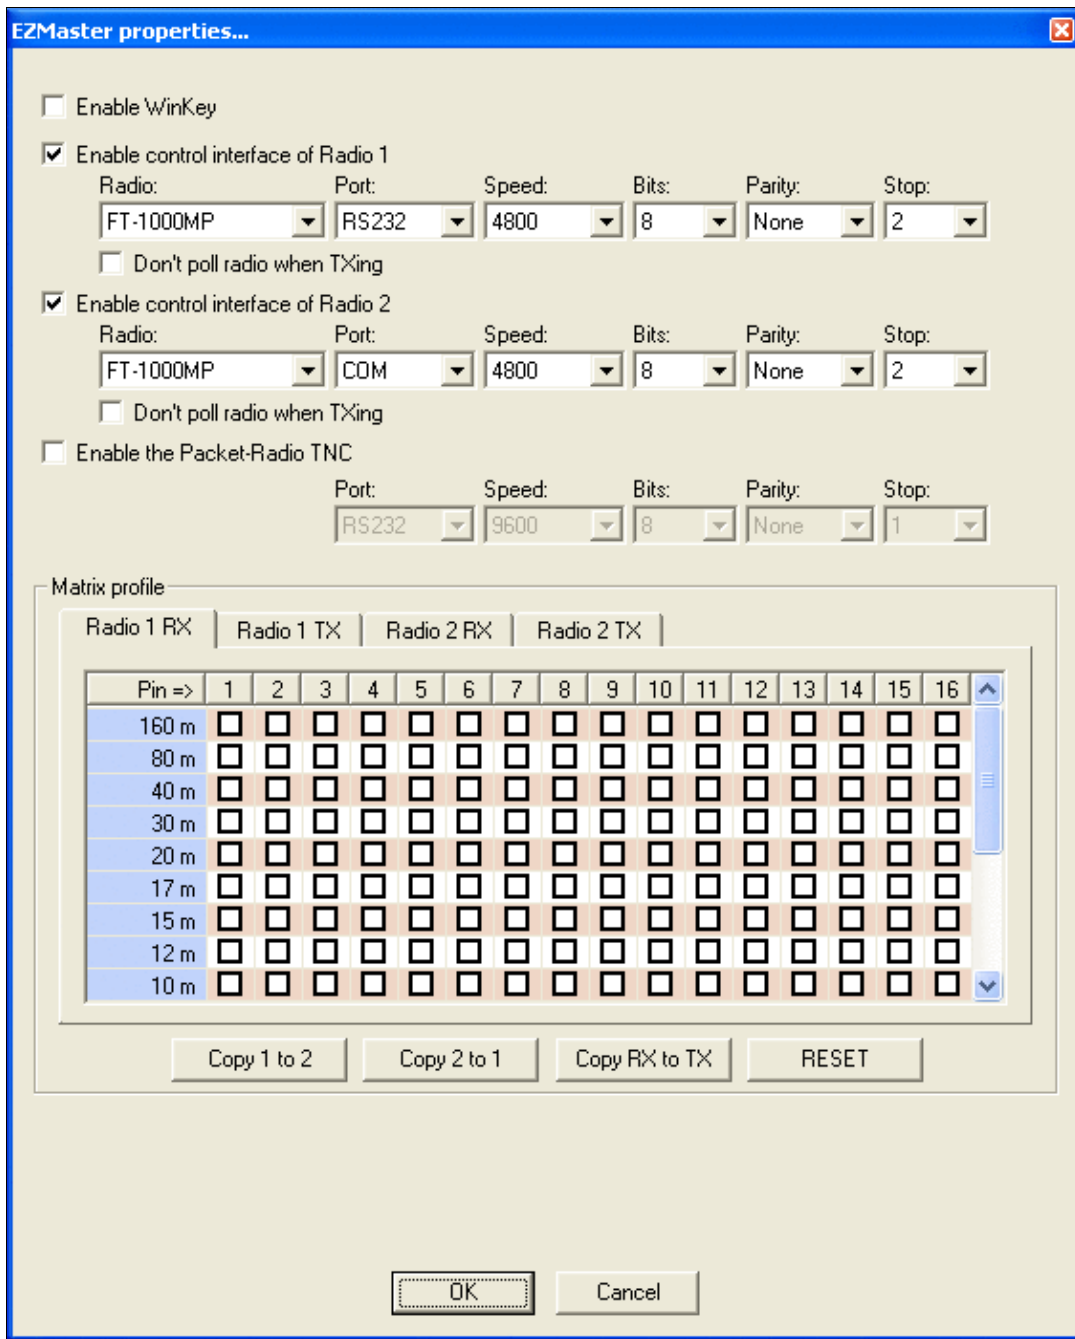 EZMaster properties...
Enable WinKey
Enable control interface of Radio 1
Radio: Port: Speed: Bits: Parity: Stop:
FT-1000MP RS232 4800 8 None 2
Don't poll radio when TXing
Enable control interface of Radio 2
Radio: Port: Speed: Bits: Parity: Stop:
FT-1000MP COM 4800 8 None 2
Don't poll radio when TXing
Enable the Packet-Radio TNC
Port: Speed: Bits: Parity: Stop:
RS232 9600 8 None 1
Matrix profile
Radio 1 RX Radio 1 TX Radio 2 RX Radio 2 TX
Pin => 1 2 3 4 5 6 7 8 9 10 11 12 13 14 15 16
160 m
80 m
40 m
30 m
20 m
17 m
15 m
12 m
10 m
Copy 1 to 2 Copy 2 to 1 Copy RX to TX RESET
OK Cancel